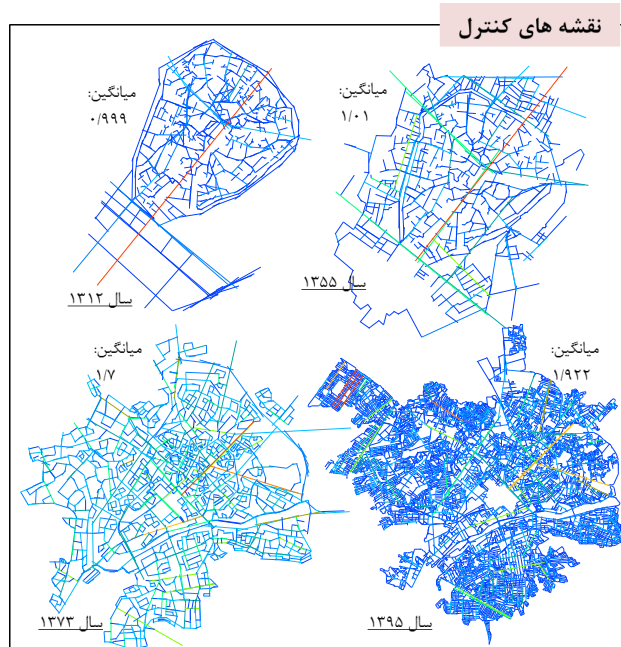 نقشه های کنترل
میانگین:
۱/۰۱
میانگین:
۰/۹۹۹
سال ۱۳۵۵
سال ۱۳۱۲
میانگین:
۱/۹۲۲
میانگین:
۱/۷
سال ۱۳۹۵
سال ۱۳۷۳